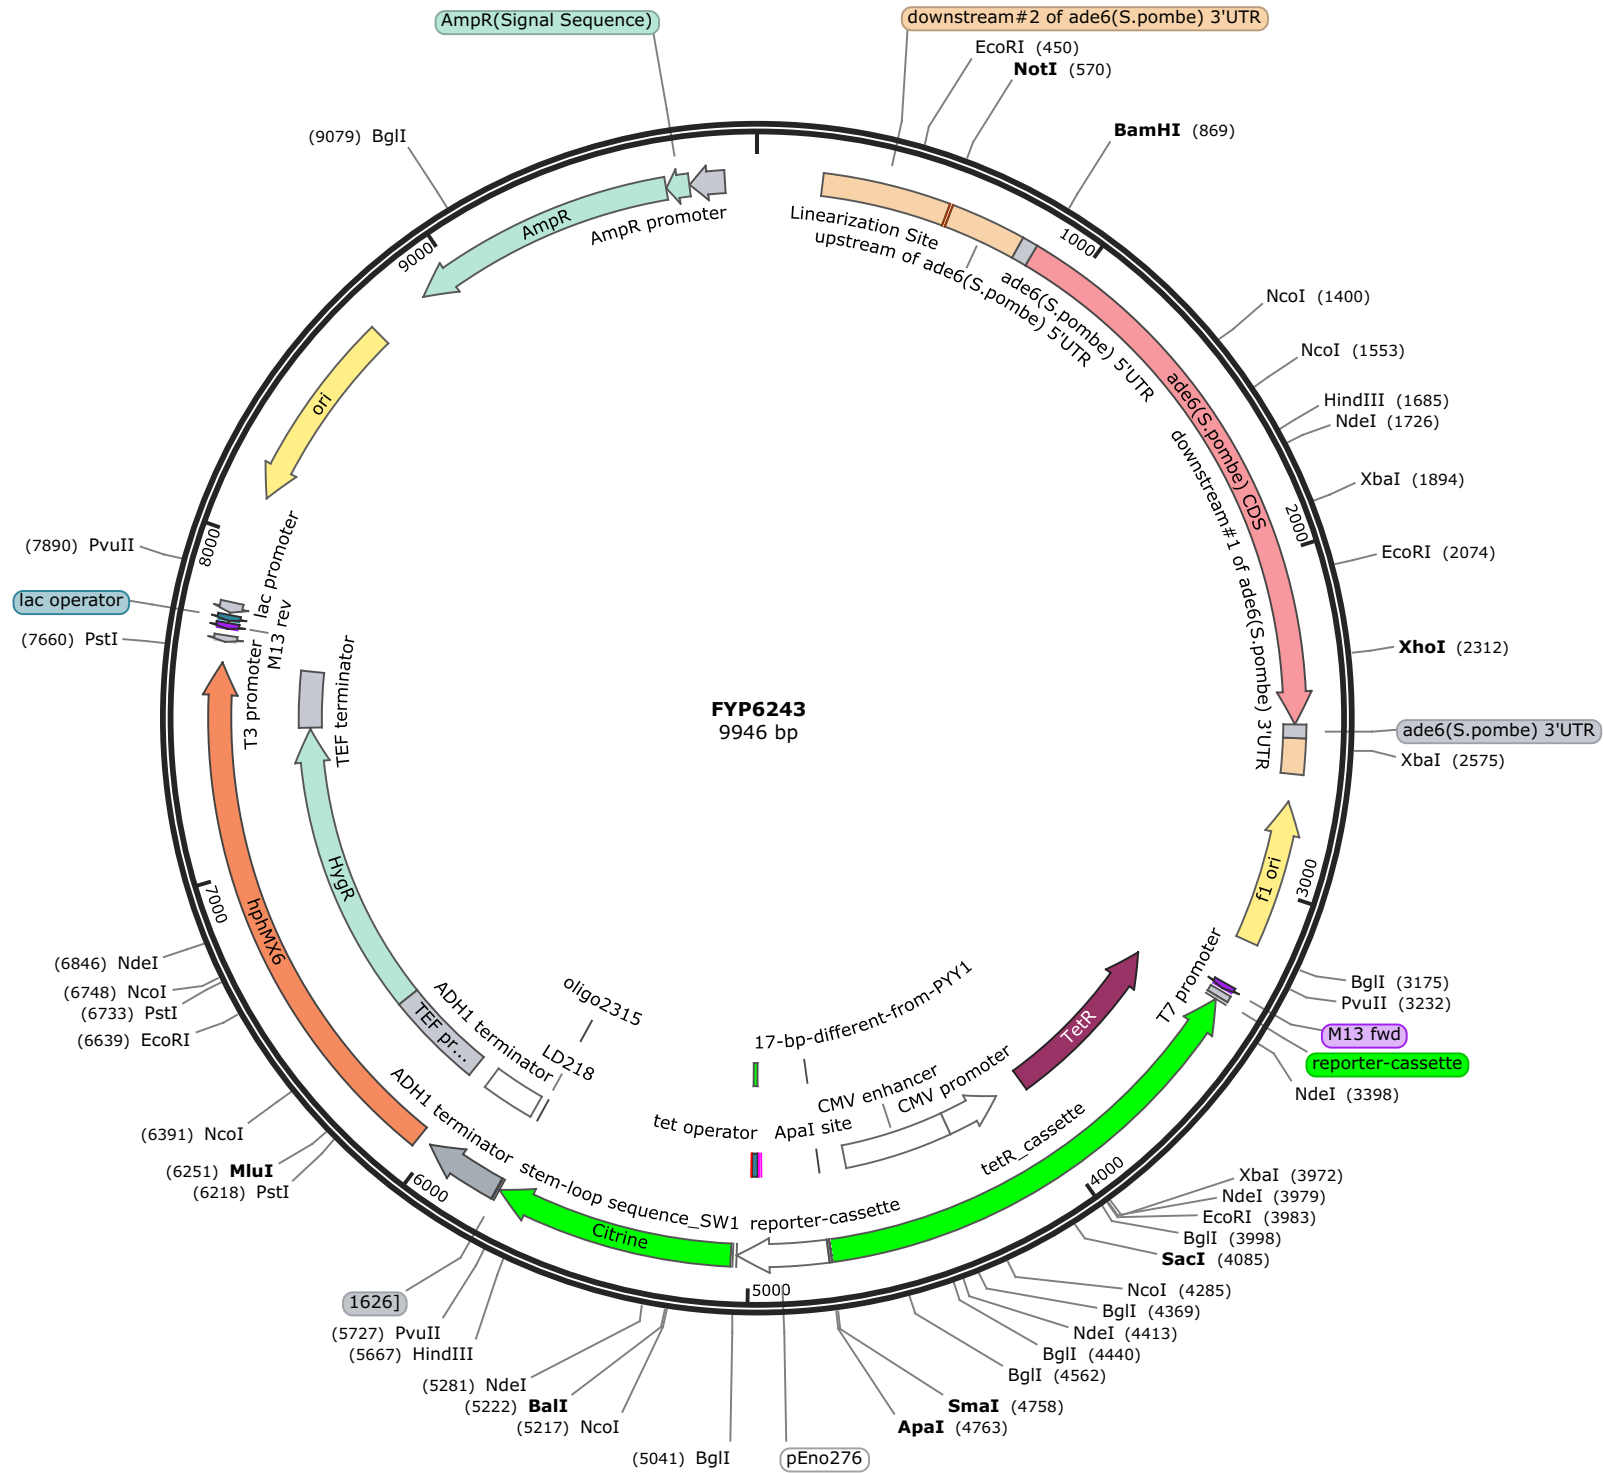 AmpR(Signal Sequence)
downstream#2 of ade6(S.pombe) 3'UTR
EcoRI (450)
NotI (570)
BamHI (869)
(9079) BglI
AmpR
AmpR promoter
9000
Linearization Site
upstream of ade6(S.pombe) 5'UTR
ade6(S.pombe) 5'UTR
1000
NcoI (1400)
NcoI (1553)
HindIII (1685)
NdeI (1726)
XbaI (1894)
ade6(S.pombe) CDS
downstream#1 of ade6(S.pombe) 3'UTR
2000
EcoRI (2074)
XhoI (2312)
ade6(S.pombe) 3'UTR
XbaI (2575)
ori
8000
(7890) PvuII
lac promoter
lac operator
M13 rev
(7660) PstI
T3 promoter
TEF terminator
FYP6243
9946 bp
f1 ori
3000
BglI (3175)
PvuII (3232)
M13 fwd
reporter-cassette
NdeI (3398)
T7 promoter
HygR
hphMX6
7000
(6846) NdeI
(6748) NcoI
(6733) PstI
(6639) EcoRI
(6391) NcoI
(6251) MluI
(6218) PstI
TEF pr...
ADH1 terminator
oligo2315
LD218
17-bp-different-from-PYY1
TetR
CMV enhancer
CMV promoter
tet operator
ApaI site
tetR_cassette
4000
XbaI (3972)
NdeI (3979)
EcoRI (3983)
BglI (3998)
SacI (4085)
ADH1 terminator
stem-loop sequence_SW1
reporter-cassette
6000
Citrine
5000
NcoI (4285)
BglI (4369)
NdeI (4413)
BglI (4440)
BglI (4562)
SmaI (4758)
ApaI (4763)
1626]
(5727) PvuII
(5667) HindIII
(5281) NdeI
(5222) BalI
(5217) NcoI
(5041) BglI
pEno276